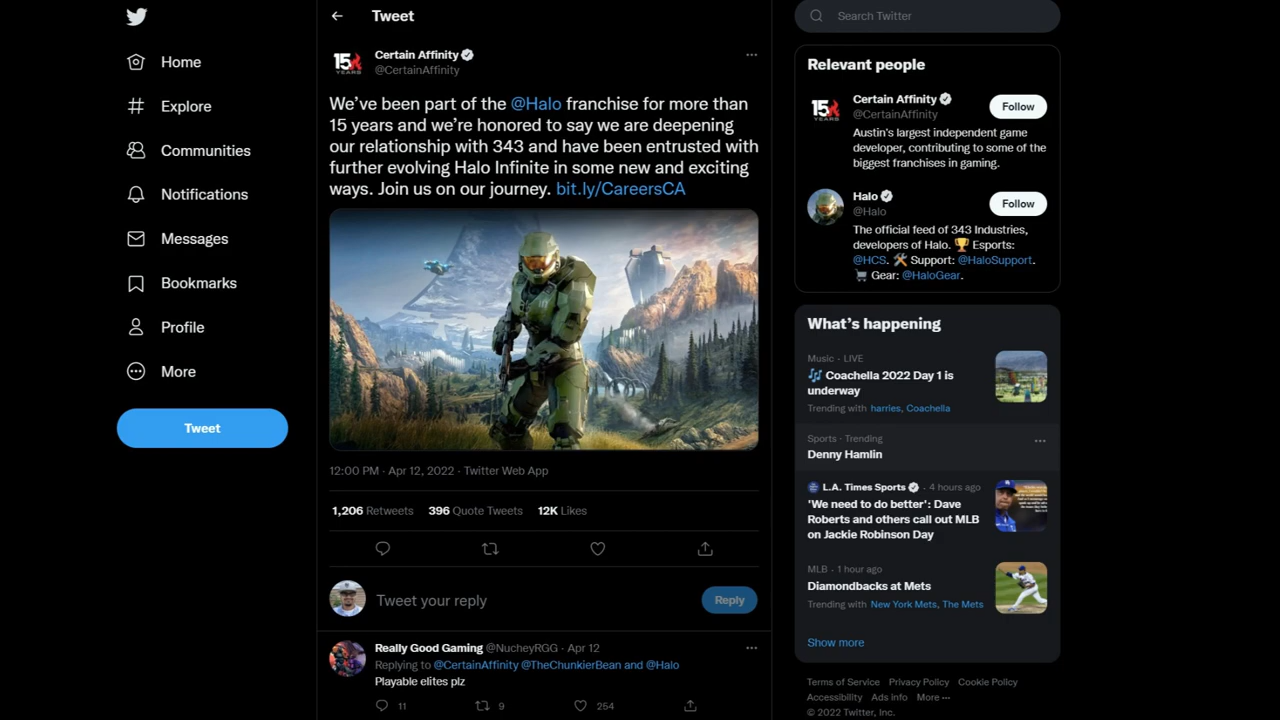 Home
Explore
Communities
Notifications
Messages
Bookmarks
Profile
More
Tweet
Tweet
15
YEARS
Certain Affinity
@CertainAffinity
We’ve been part of the @Halo franchise for more than
15 years and we’re honored to say we are deepening
our relationship with 343 and have been entrusted with
further evolving Halo Infinite in some new and exciting
ways. Join us on our journey. bit.ly/CareersCA
12:00 PM · Apr 12, 2022 · Twitter Web App
1,206 Retweets 396 Quote Tweets 12K Likes
Tweet your reply
Reply
Really Good Gaming @NucheyRGG · Apr 12
Replying to @CertainAffinity @TheChunkierBean and @Halo
Playable elites plz
11 9 254
Search Twitter
Relevant people
15
YEARS
Certain Affinity
@CertainAffinity
Follow
Austin's largest independent game
developer, contributing to some of the
biggest franchises in gaming.
Halo
@Halo
Follow
The official feed of 343 Industries,
developers of Halo. 🏆 Esports:
@HCS. 🛠 Support: @HaloSupport.
🛒 Gear: @HaloGear.
What’s happening
Music · LIVE
🎶 Coachella 2022 Day 1 is
underway
Trending with harries, Coachella
Sports · Trending
Denny Hamlin
L.A. Times Sports · 4 hours ago
'We need to do better': Dave
Roberts and others call out MLB
on Jackie Robinson Day
MLB · 1 hour ago
Diamondbacks at Mets
Trending with New York Mets, The Mets
Show more
Terms of Service Privacy Policy Cookie Policy
Accessibility Ads info More ···
© 2022 Twitter, Inc.